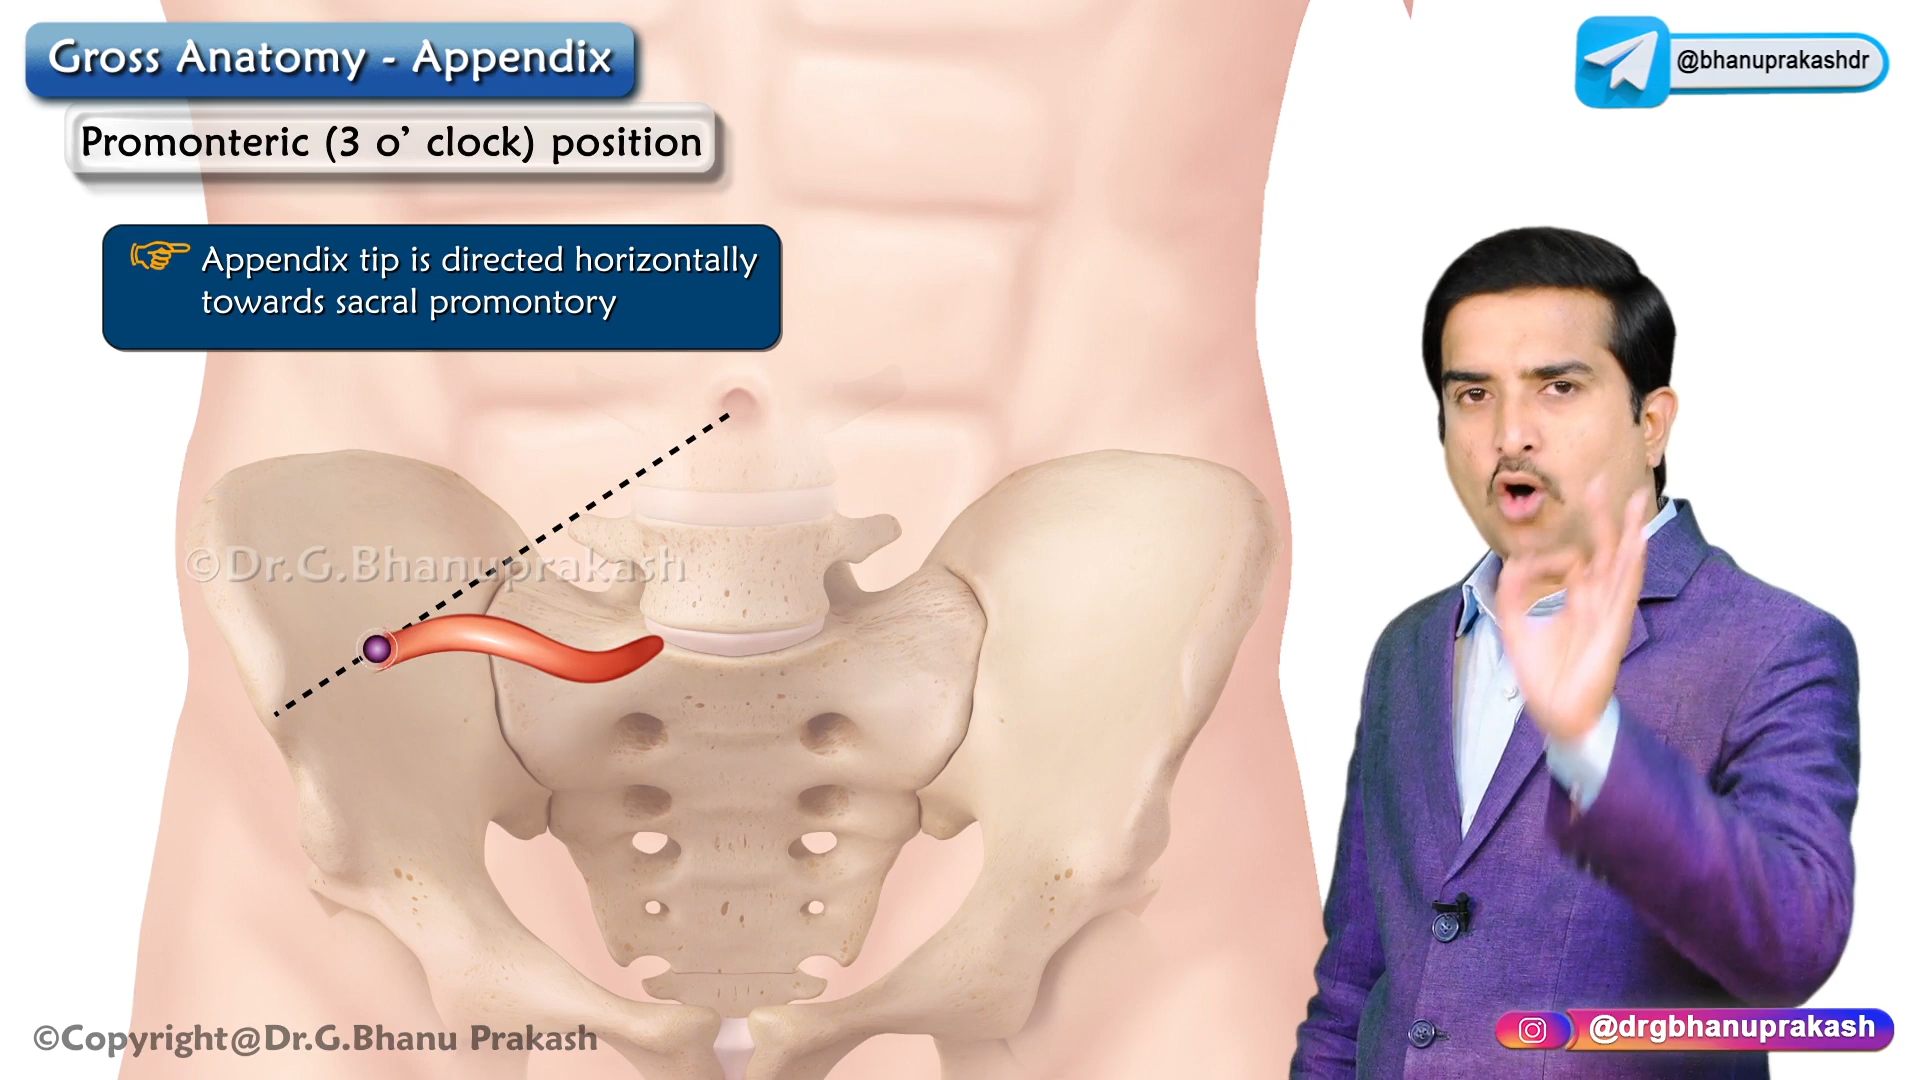 Gross Anatomy - Appendix
@bhanuprakashdr
Promonteric (3 o’ clock) position
Appendix tip is directed horizontally
towards sacral promontory
©Dr.G.Bhanuprakash
©Copyright@Dr.G.Bhanu Prakash
@drgbhanuprakash